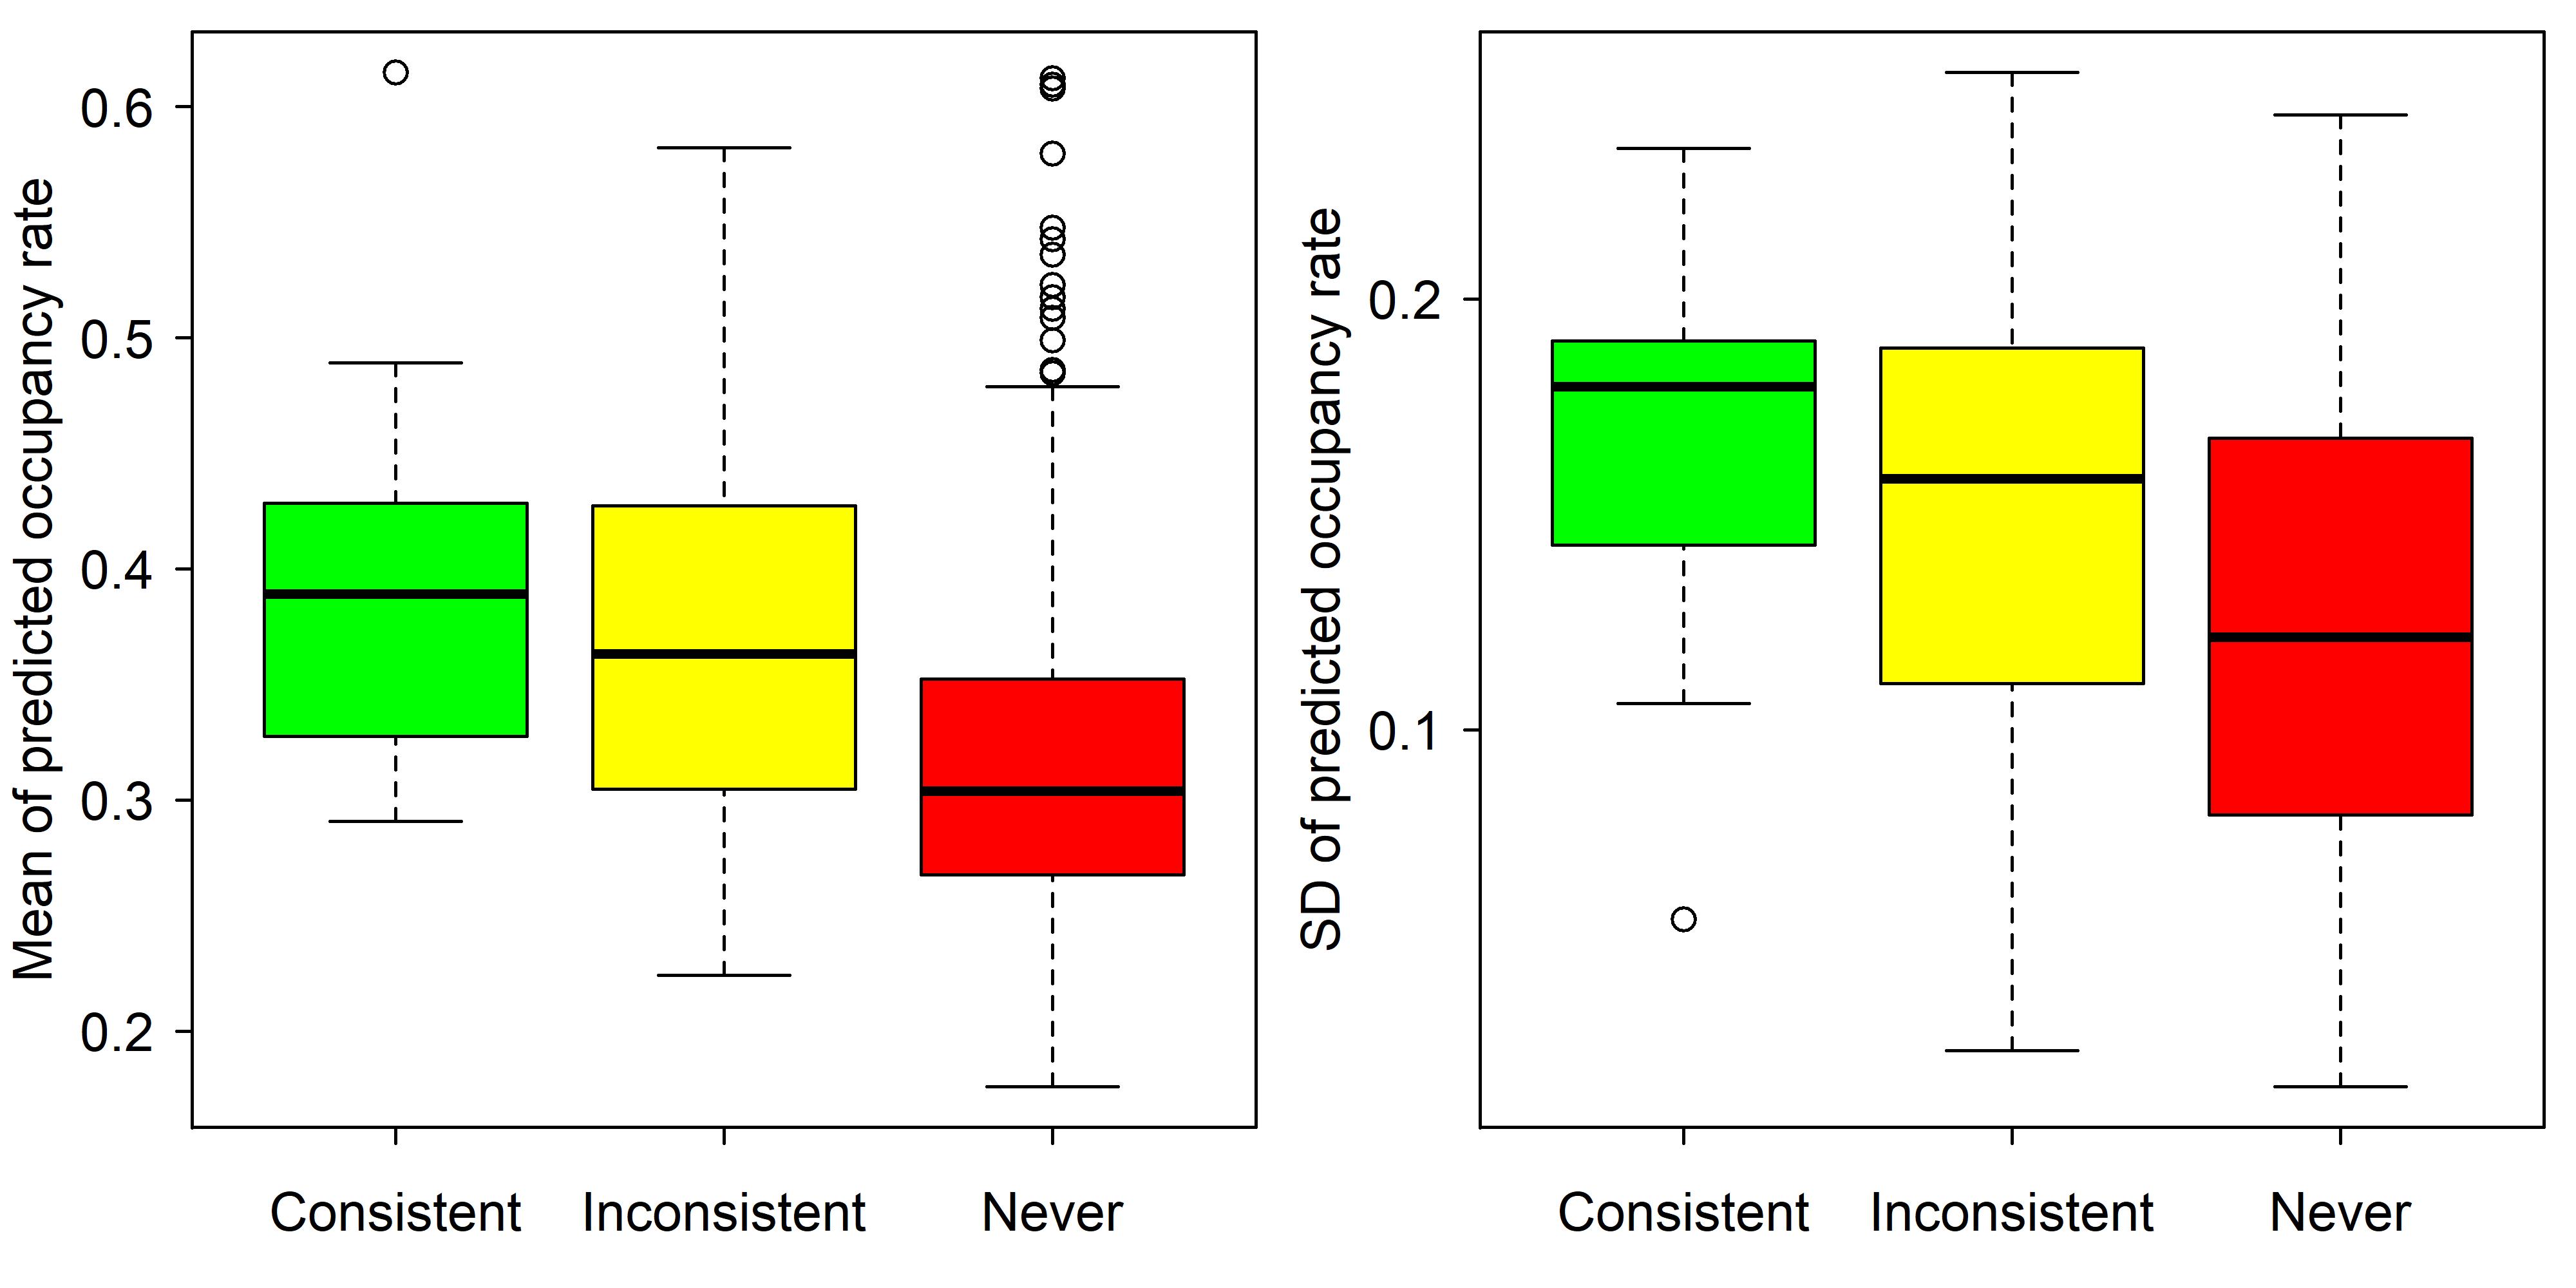 Mean of predicted occupancy rate
0.6
0.5
0.4
0.3
0.2
Consistent Inconsistent Never
SD of predicted occupancy rate
0.2
0.1
Consistent Inconsistent Never